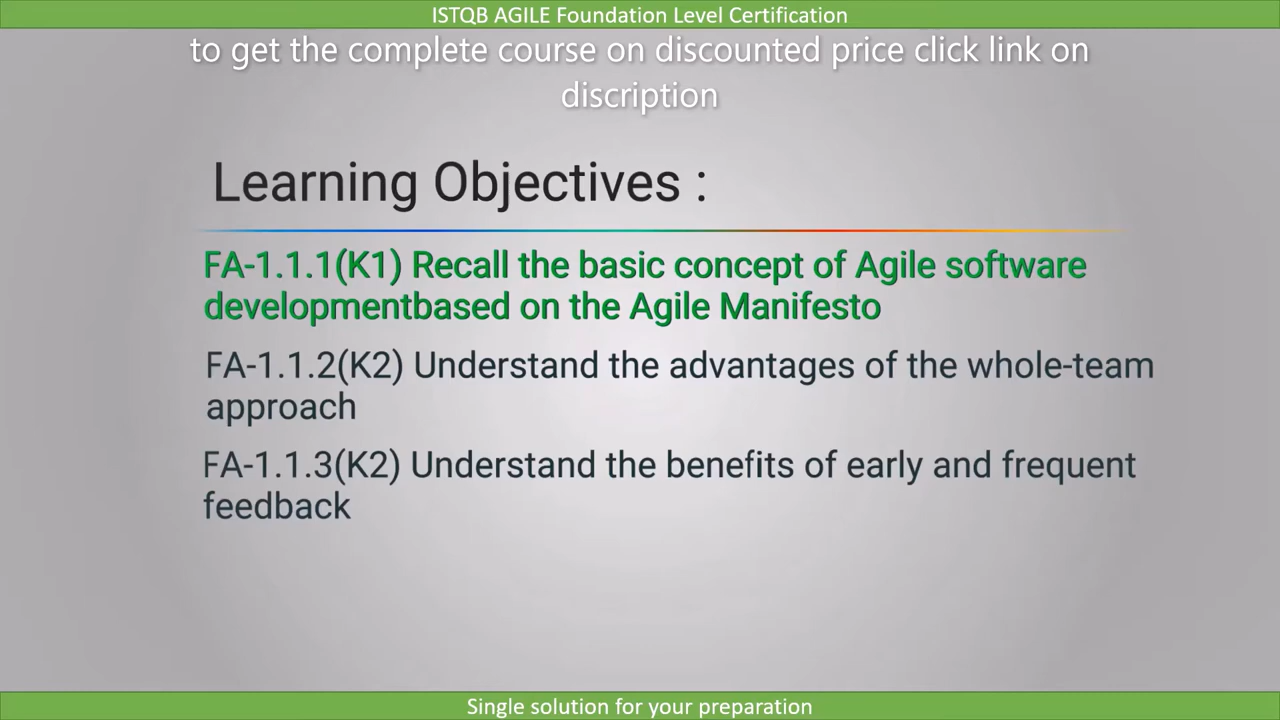 ISTQB AGILE Foundation Level Certification
to get the complete course on discounted price click link on
discription
Learning Objectives :
FA-1.1.1(K1) Recall the basic concept of Agile software
developmentbased on the Agile Manifesto
FA-1.1.2(K2) Understand the advantages of the whole-team
approach
FA-1.1.3(K2) Understand the benefits of early and frequent
feedback
Single solution for your preparation